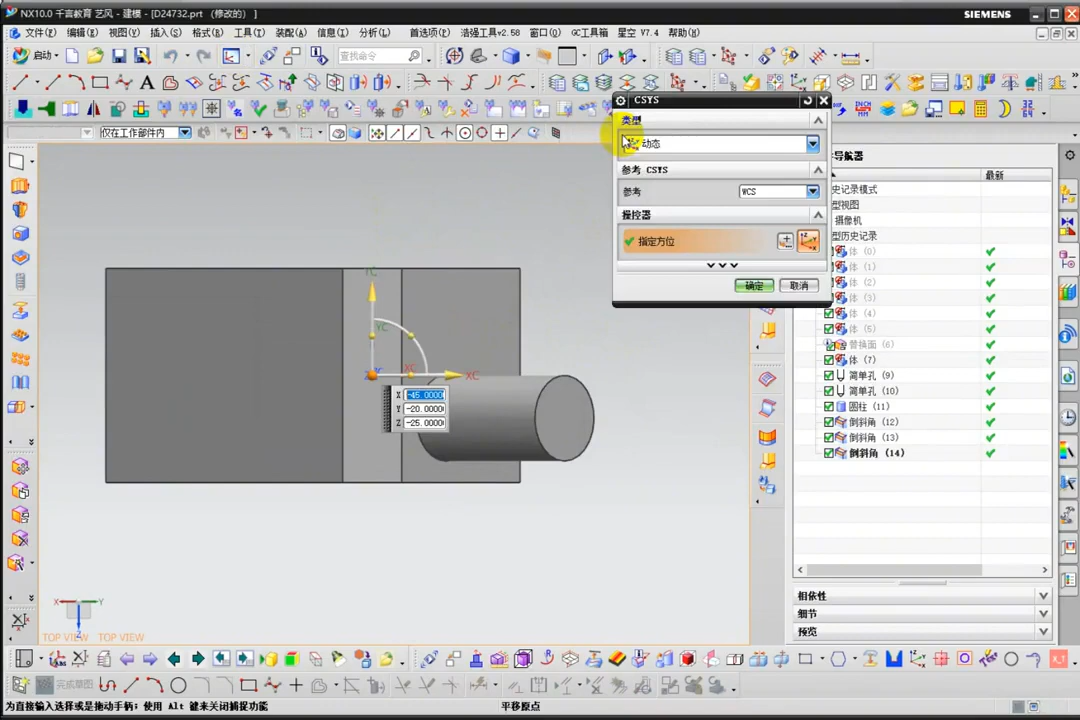 NX10.0 千言教育 艺风 - 建模 - [D24732.prt （修改的） ]
SIEMENS
文件(F) 编辑(E) 视图(V) 插入(S) 格式(R) 工具(T) 装配(A) 信息(I) 分析(L) 首选项(P) 浩强工具v2.58 窗口(O) GC工具箱 星空 V7.4 帮助(H)
启动
查找命令
仅在工作部件内
CSYS
类型
动态
参考 CSYS
参考
WCS
操控器
指定方位
确定
取消
导航器
最新
史记录模式
型视图
摄像机
型历史记录
体 (0)
体 (1)
体 (2)
体 (3)
体 (4)
体 (5)
替换面 (6)
体 (7)
简单孔 (9)
简单孔 (10)
圆柱 (11)
倒斜角 (12)
倒斜角 (13)
倒斜角 (14)
YC
YC
XC
XC
X -45.0000
Y -20.0000
Z -25.0000
X
Y
Z
TOP VIEW TOP VIEW
相依性
细节
预览
完成草图
为直接输入选择或是拖动手柄; 使用 Alt 键来关闭捕捉功能
平移原点